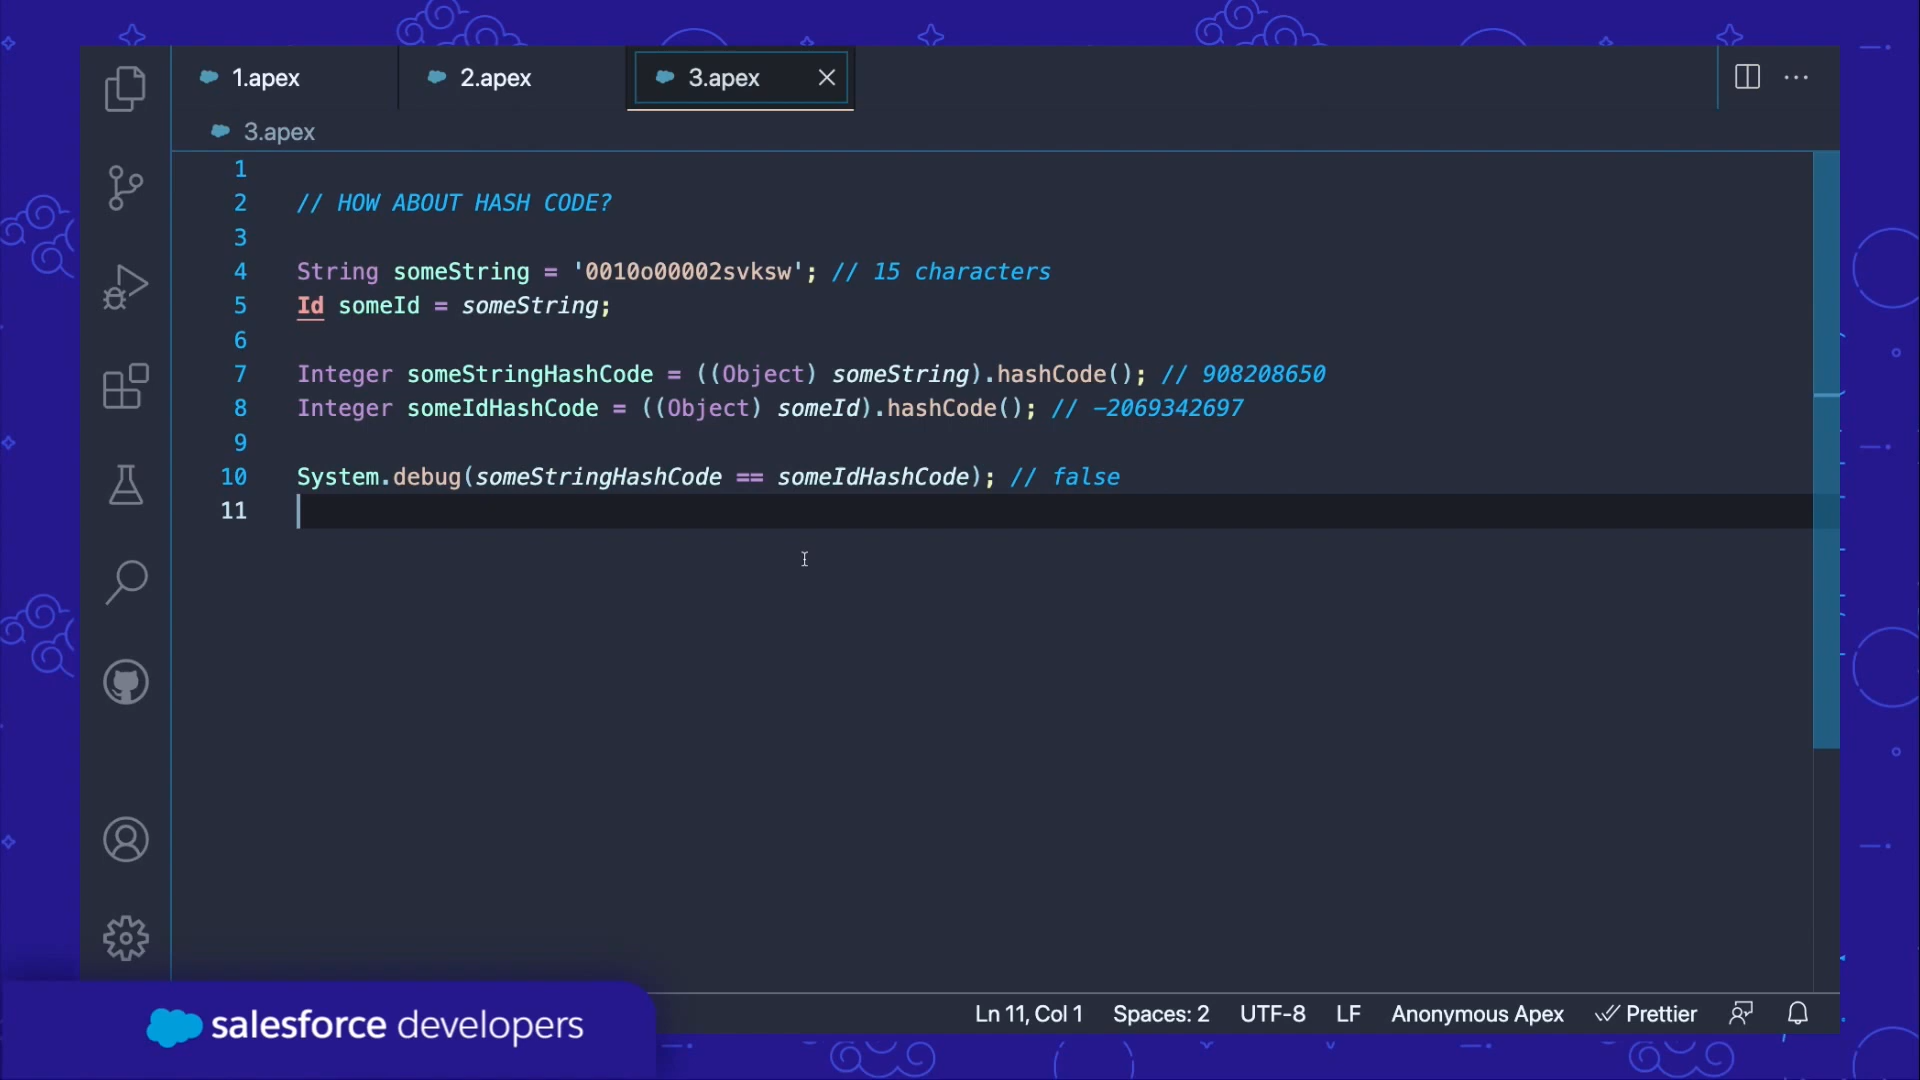 1.apex 2.apex 3.apex
3.apex
1
2 // HOW ABOUT HASH CODE?
3
4 String someString = '0010o00002svksw'; // 15 characters
5 Id someId = someString;
6
7 Integer someStringHashCode = ((Object) someString).hashCode(); // 908208650
8 Integer someIdHashCode = ((Object) someId).hashCode(); // -2069342697
9
10 System.debug(someStringHashCode == someIdHashCode); // false
11
salesforce developers
Ln 11, Col 1 Spaces: 2 UTF-8 LF Anonymous Apex Prettier